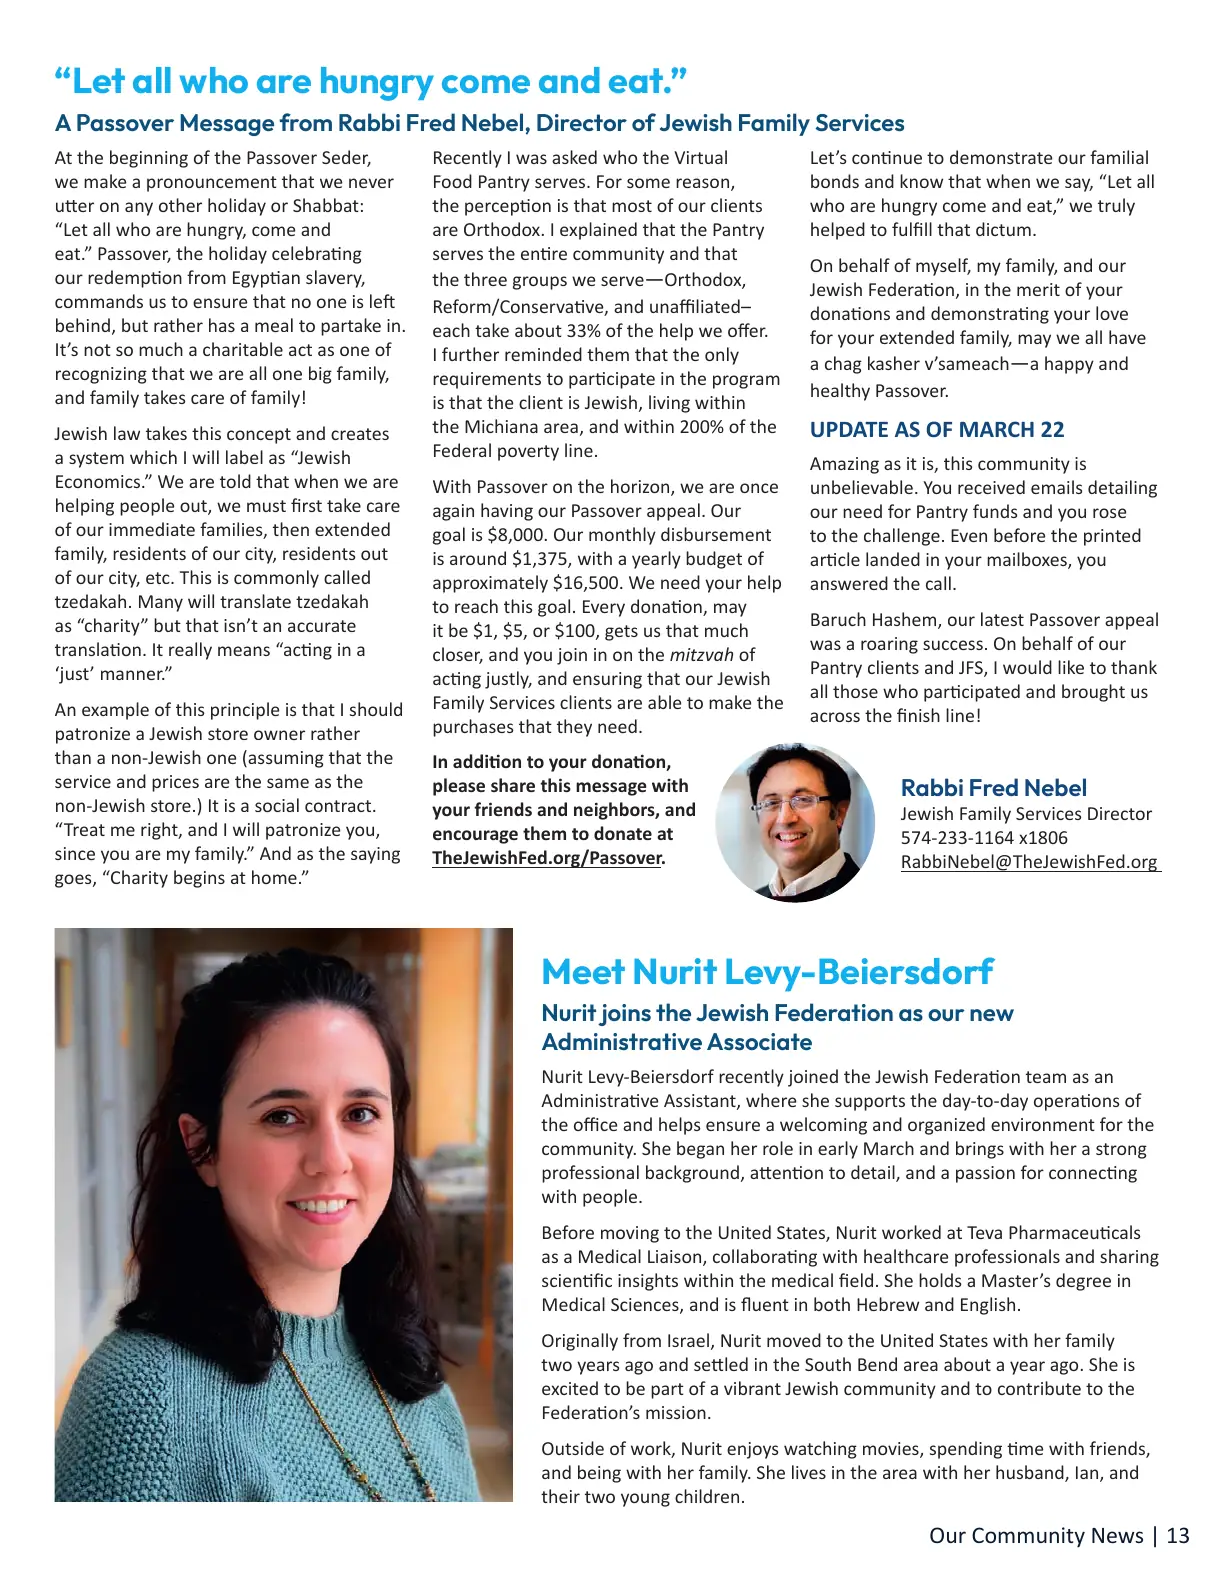 “Let all who are hungry come and eat.”
A Passover Message from Rabbi Fred Nebel, Director of Jewish Family Services
At the beginning of the Passover Seder,
we make a pronouncement that we never
utter on any other holiday or Shabbat:
“Let all who are hungry, come and
eat.” Passover, the holiday celebrating
our redemption from Egyptian slavery,
commands us to ensure that no one is left
behind, but rather has a meal to partake in.
It’s not so much a charitable act as one of
recognizing that we are all one big family,
and family takes care of family!
Jewish law takes this concept and creates
a system which I will label as “Jewish
Economics.” We are told that when we are
helping people out, we must first take care
of our immediate families, then extended
family, residents of our city, residents out
of our city, etc. This is commonly called
tzedakah. Many will translate tzedakah
as “charity” but that isn’t an accurate
translation. It really means “acting in a
‘just’ manner.”
An example of this principle is that I should
patronize a Jewish store owner rather
than a non-Jewish one (assuming that the
service and prices are the same as the
non-Jewish store.) It is a social contract.
“Treat me right, and I will patronize you,
since you are my family.” And as the saying
goes, “Charity begins at home.”
Recently I was asked who the Virtual
Food Pantry serves. For some reason,
the perception is that most of our clients
are Orthodox. I explained that the Pantry
serves the entire community and that
the three groups we serve—Orthodox,
Reform/Conservative, and unaffiliated–
each take about 33% of the help we offer.
I further reminded them that the only
requirements to participate in the program
is that the client is Jewish, living within
the Michiana area, and within 200% of the
Federal poverty line.
With Passover on the horizon, we are once
again having our Passover appeal. Our
goal is $8,000. Our monthly disbursement
is around $1,375, with a yearly budget of
approximately $16,500. We need your help
to reach this goal. Every donation, may
it be $1, $5, or $100, gets us that much
closer, and you join in on the mitzvah of
acting justly, and ensuring that our Jewish
Family Services clients are able to make the
purchases that they need.
In addition to your donation,
please share this message with
your friends and neighbors, and
encourage them to donate at
TheJewishFed.org/Passover.
Let’s continue to demonstrate our familial
bonds and know that when we say, “Let all
who are hungry come and eat,” we truly
helped to fulfill that dictum.
On behalf of myself, my family, and our
Jewish Federation, in the merit of your
donations and demonstrating your love
for your extended family, may we all have
a chag kasher v’sameach—a happy and
healthy Passover.
UPDATE AS OF MARCH 22
Amazing as it is, this community is
unbelievable. You received emails detailing
our need for Pantry funds and you rose
to the challenge. Even before the printed
article landed in your mailboxes, you
answered the call.
Baruch Hashem, our latest Passover appeal
was a roaring success. On behalf of our
Pantry clients and JFS, I would like to thank
all those who participated and brought us
across the finish line!
Rabbi Fred Nebel
Jewish Family Services Director
574-233-1164 x1806
RabbiNebel@TheJewishFed.org
Meet Nurit Levy-Beiersdorf
Nurit joins the Jewish Federation as our new
Administrative Associate
Nurit Levy-Beiersdorf recently joined the Jewish Federation team as an
Administrative Assistant, where she supports the day-to-day operations of
the office and helps ensure a welcoming and organized environment for the
community. She began her role in early March and brings with her a strong
professional background, attention to detail, and a passion for connecting
with people.
Before moving to the United States, Nurit worked at Teva Pharmaceuticals
as a Medical Liaison, collaborating with healthcare professionals and sharing
scientific insights within the medical field. She holds a Master’s degree in
Medical Sciences, and is fluent in both Hebrew and English.
Originally from Israel, Nurit moved to the United States with her family
two years ago and settled in the South Bend area about a year ago. She is
excited to be part of a vibrant Jewish community and to contribute to the
Federation’s mission.
Outside of work, Nurit enjoys watching movies, spending time with friends,
and being with her family. She lives in the area with her husband, Ian, and
their two young children.
Our Community News | 13